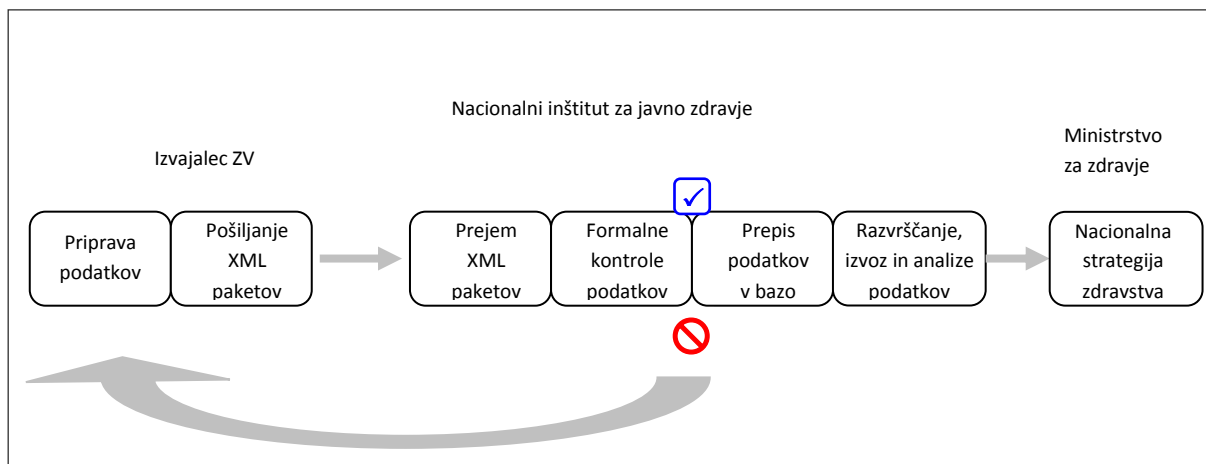 Nacionalni inštitut za javno zdravje
Ministrstvo
za zdravje
Izvajalec ZV
Priprava
podatkov
Pošiljanje
XML
paketov
Prejem
XML
paketov
Formalne
kontrole
podatkov
Prepis
podatkov
v bazo
Razvrščanje,
izvoz in analize
podatkov
Nacionalna
strategija
zdravstva